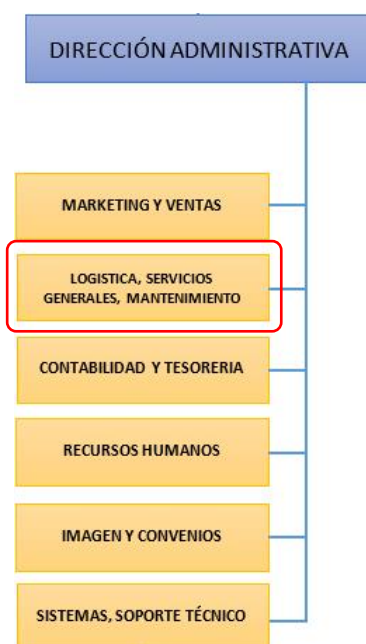 DIRECCIÓN ADMINISTRATIVA
MARKETING Y VENTAS
LOGISTICA, SERVICIOS
GENERALES, MANTENIMIENTO
CONTABILIDAD Y TESORERIA
RECURSOS HUMANOS
IMAGEN Y CONVENIOS
SISTEMAS, SOPORTE TÉCNICO